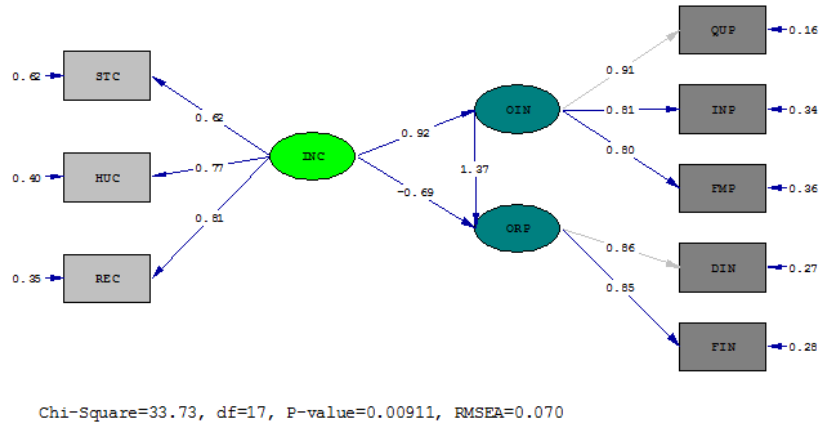 QUP
0.16
0.62
STC
0.91
OIN
0.81
INP
0.34
0.62
0.92
0.80
INC
0.40
HUC
0.77
1.37
FMP
0.36
-0.69
0.81
ORP
0.86
DIN
0.27
0.35
REC
0.85
FIN
0.28
Chi-Square=33.73, df=17, P-value=0.00911, RMSEA=0.070